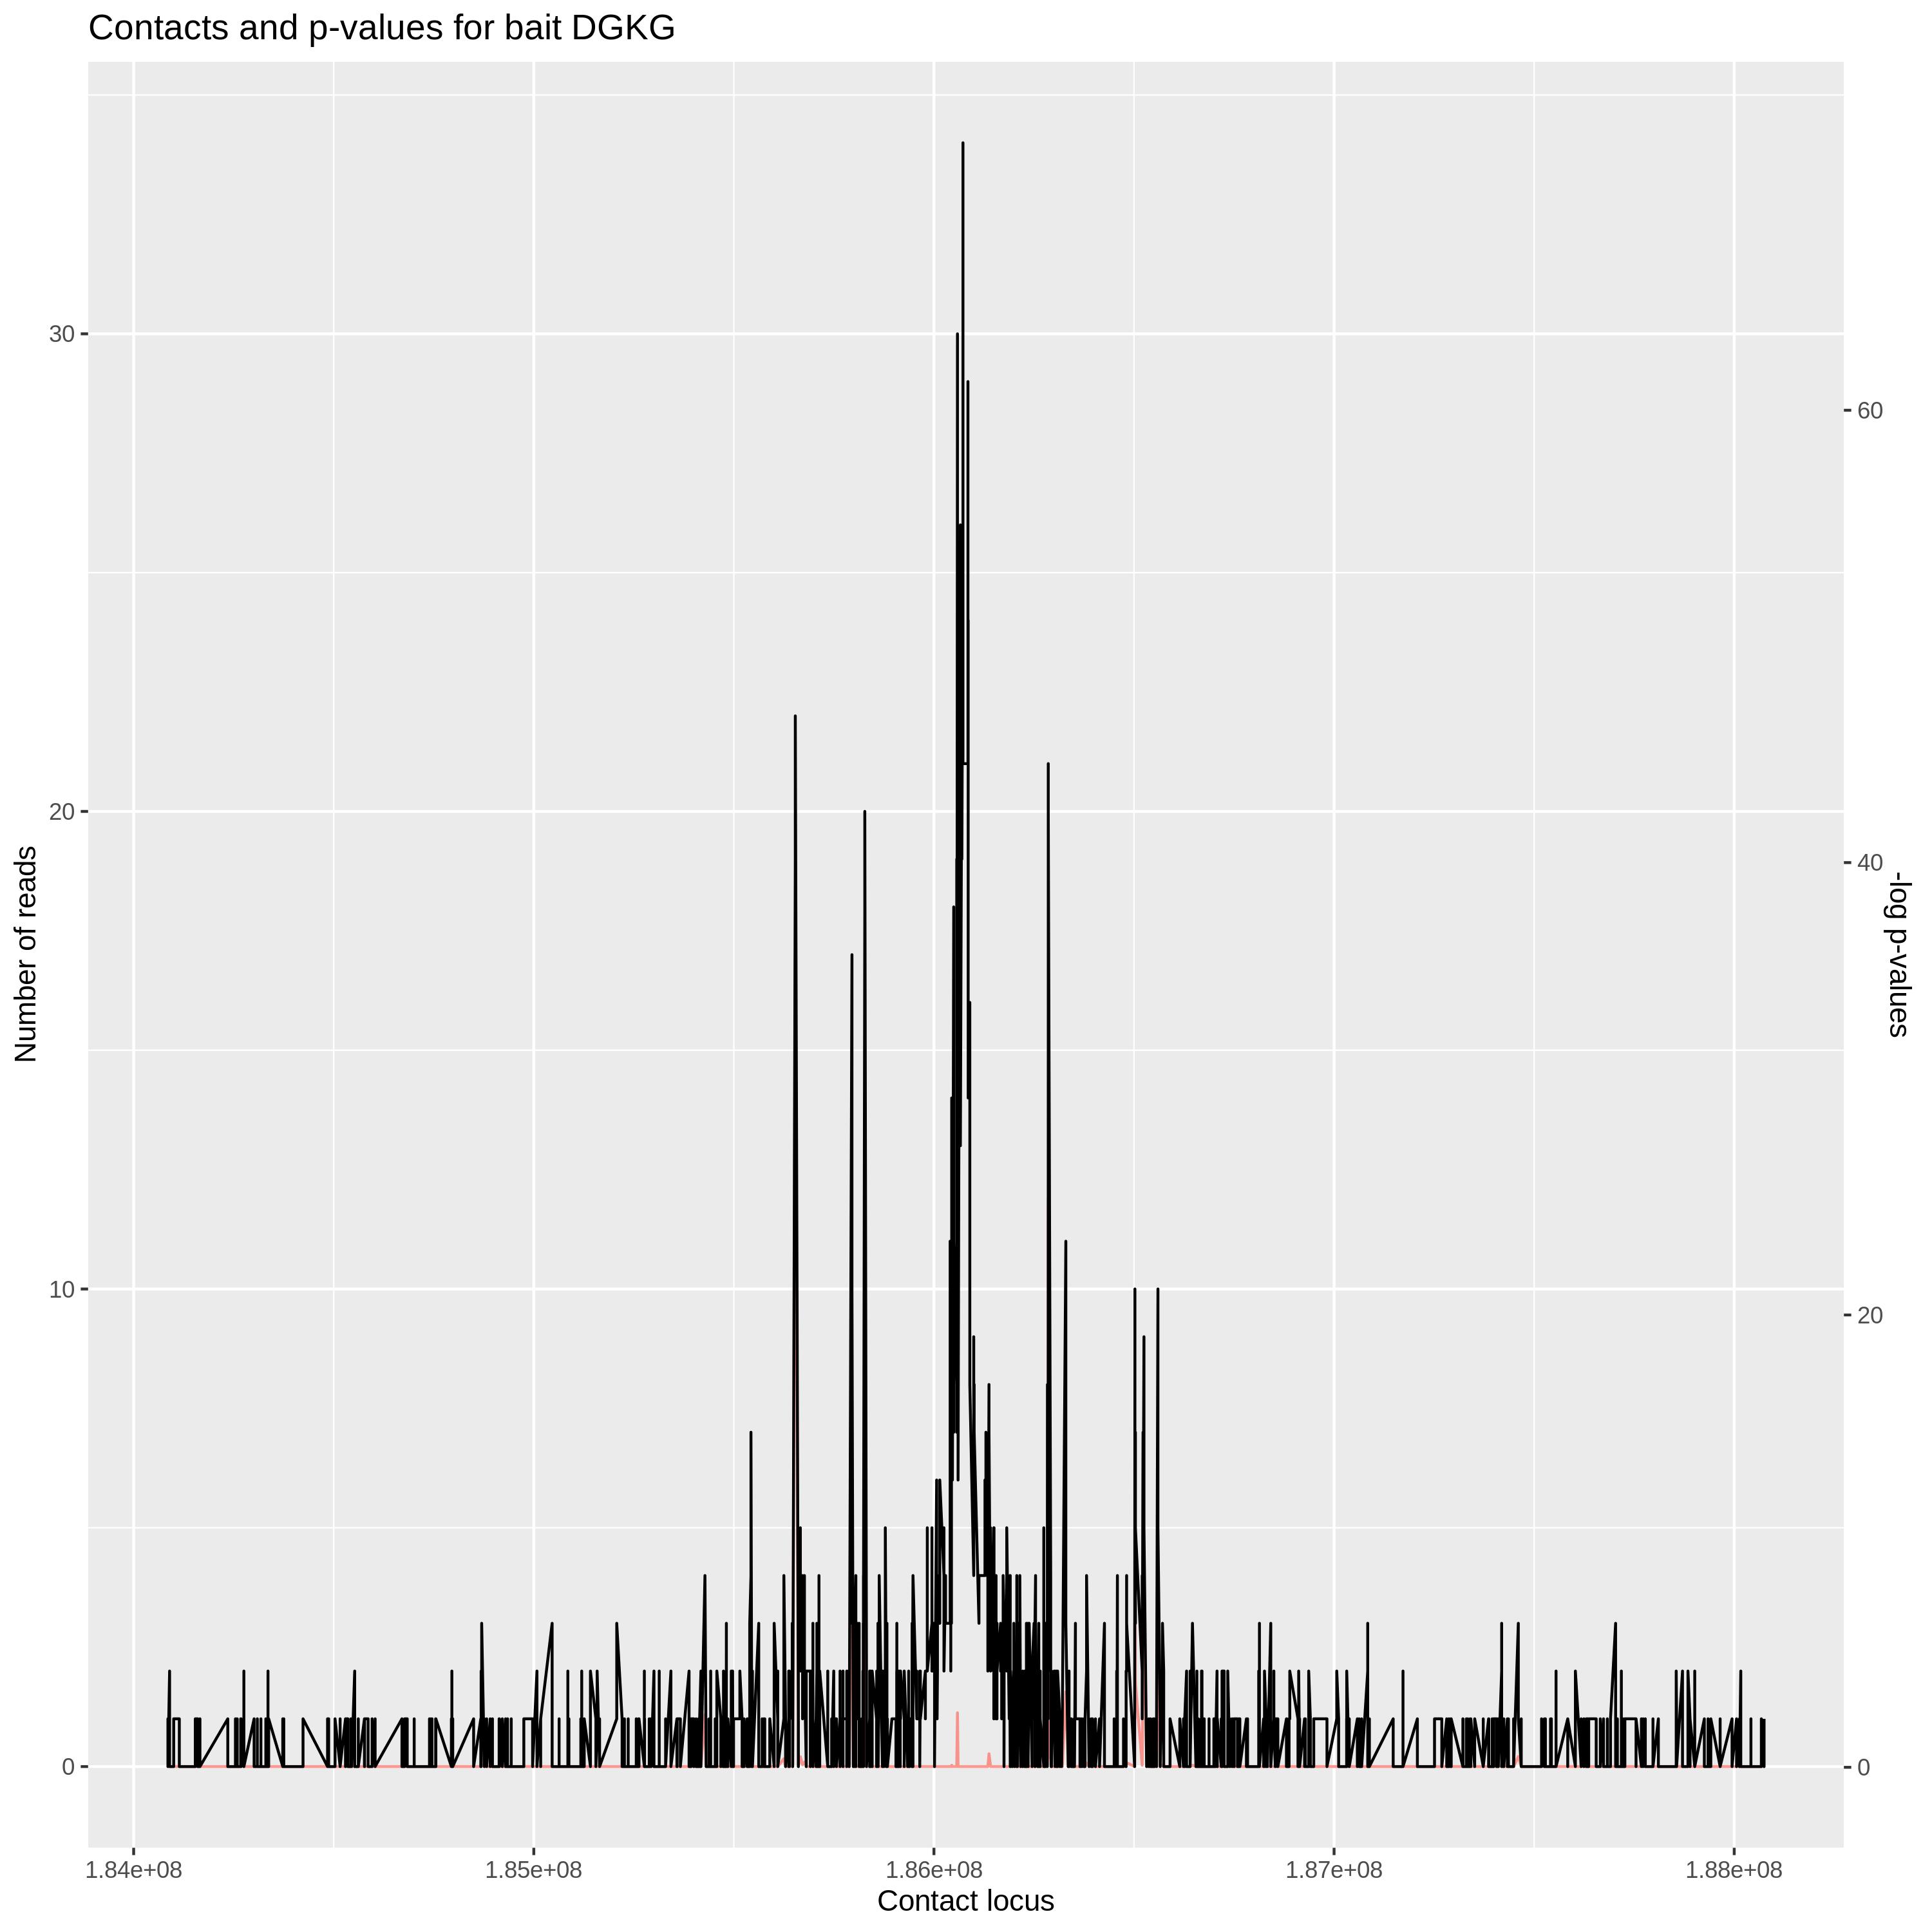 Contacts and p-values for bait DGKG
30
20
10
0
Number of reads
60
40
20
0
-log p-values
1.84e+08 1.85e+08 1.86e+08 1.87e+08 1.88e+08
Contact locus